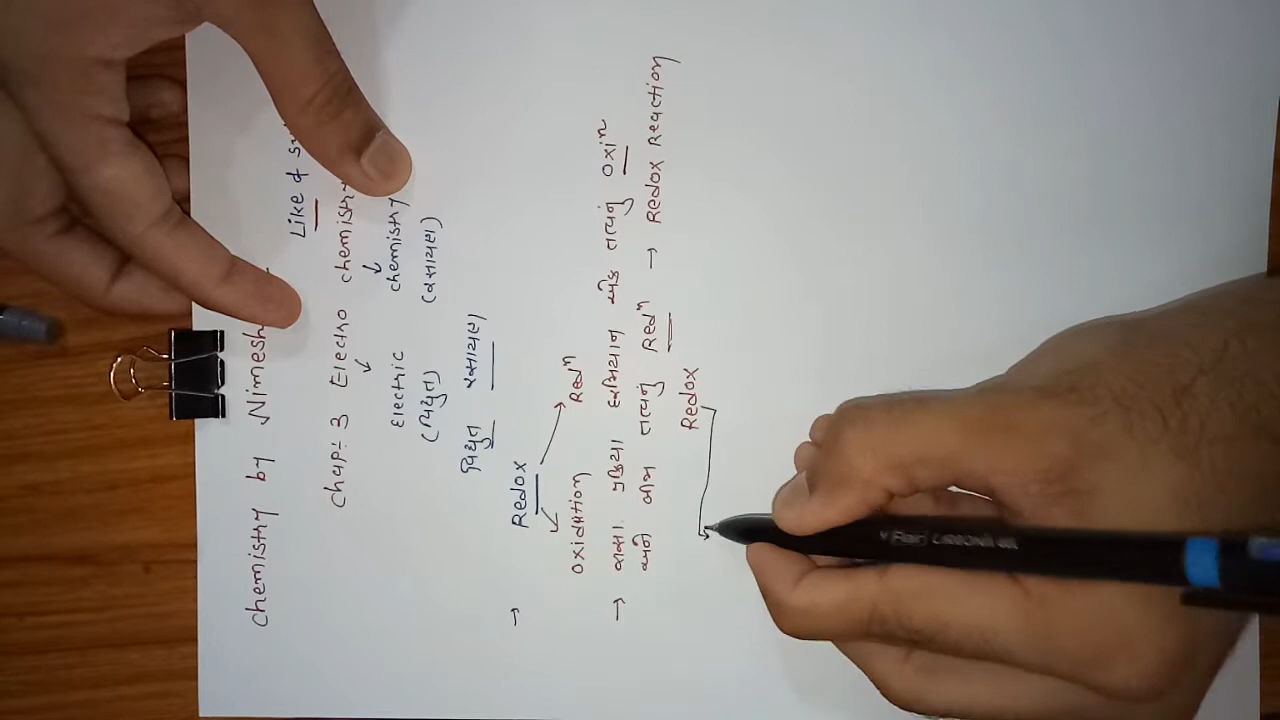 Chemistry by Nimesh
Like & su
Chap: 3 Electro chemistry
Electric chemistry
(વિદ્યુત) (રસાયણ)
વિદ્યુત રસાયણ
→ Redox
Oxidation Redⁿ
→ રાસા. પ્રક્રિયા દરમિયાન એક તત્વનું Oxiⁿ
અને બીજા તત્વનું Redⁿ → Redox Reaction
Redox